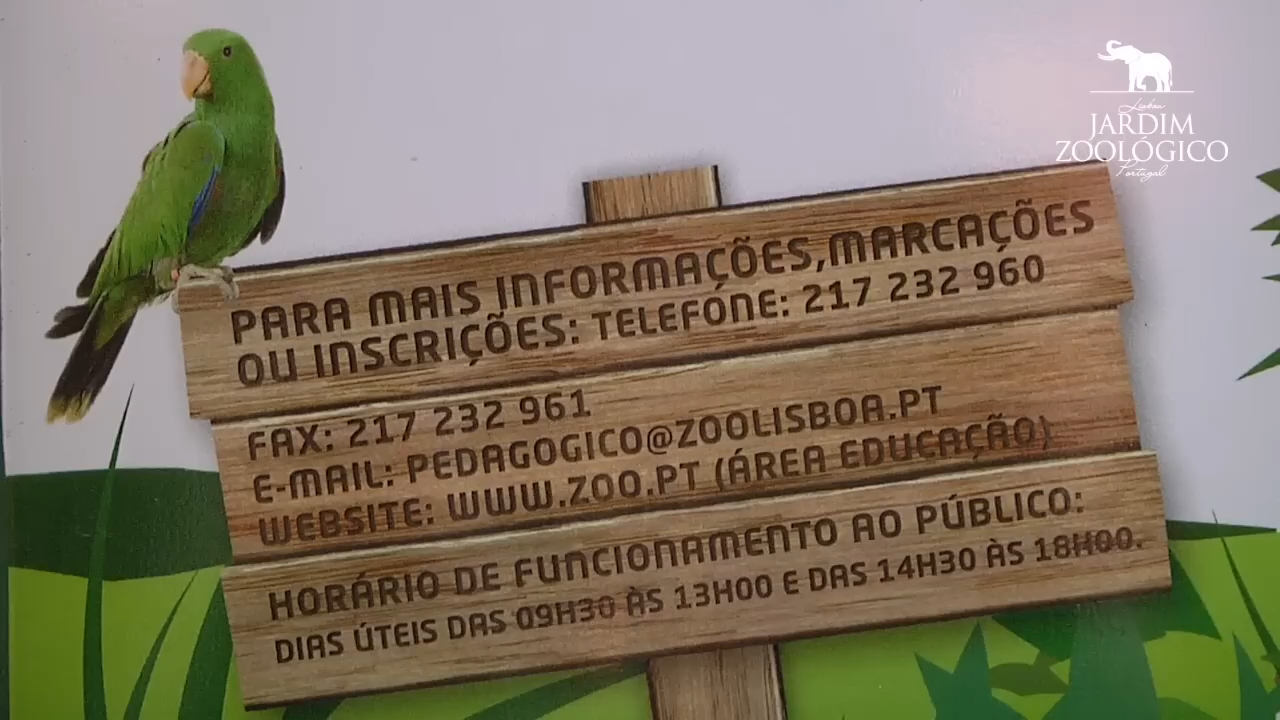 Lisboa
JARDIM
ZOOLÓGICO
Portugal
PARA MAIS INFORMAÇÕES,MARCAÇÕES
OU INSCRIÇÕES: TELEFONE: 217 232 960
FAX: 217 232 961
E-MAIL: PEDAGOGICO@ZOOLISBOA.PT
WEBSITE: WWW.ZOO.PT (ÁREA EDUCAÇÃO)
HORÁRIO DE FUNCIONAMENTO AO PÚBLICO:
DIAS ÚTEIS DAS 09H30 ÀS 13H00 E DAS 14H30 ÀS 18H00.